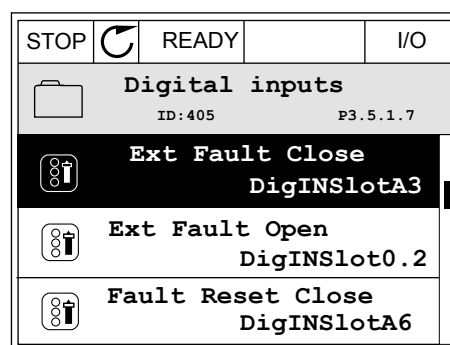 STOP READY I/O
Digital inputs
ID:405 P3.5.1.7
Ext Fault Close
DigINSlotA3
Ext Fault Open
DigINSlot0.2
Fault Reset Close
DigINSlotA6